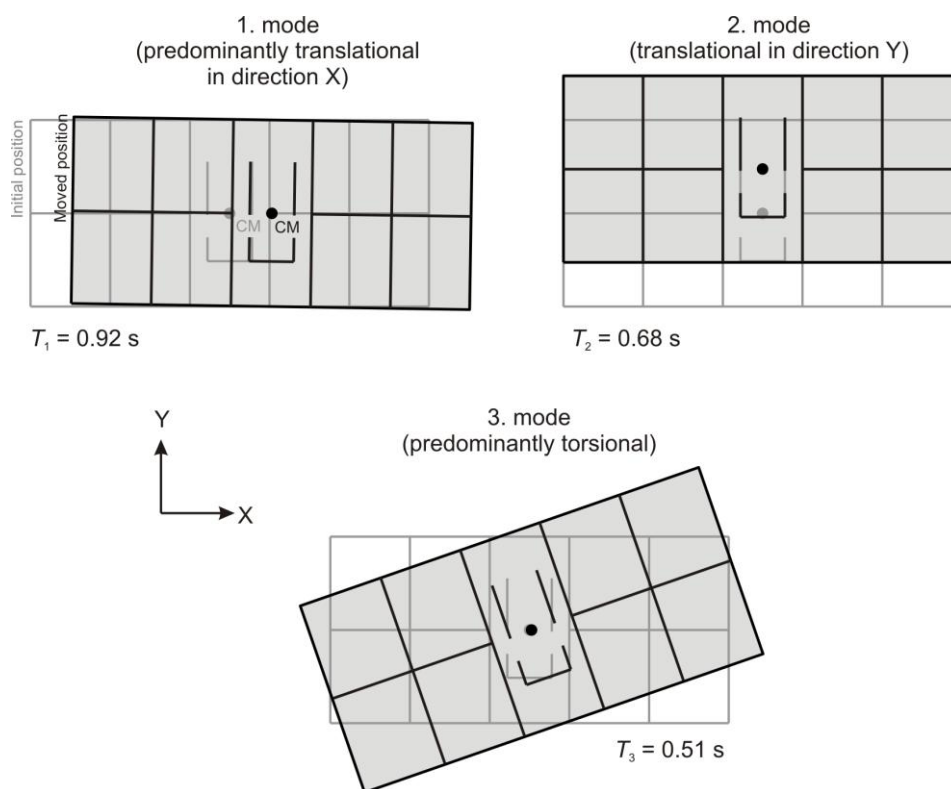 1. mode
(predominantly translational
in direction X)
2. mode
(translational in direction Y)
Initial position
Moved position
CM
CM
T₁ = 0.92 s
T₂ = 0.68 s
3. mode
(predominantly torsional)
Y
X
T₃ = 0.51 s